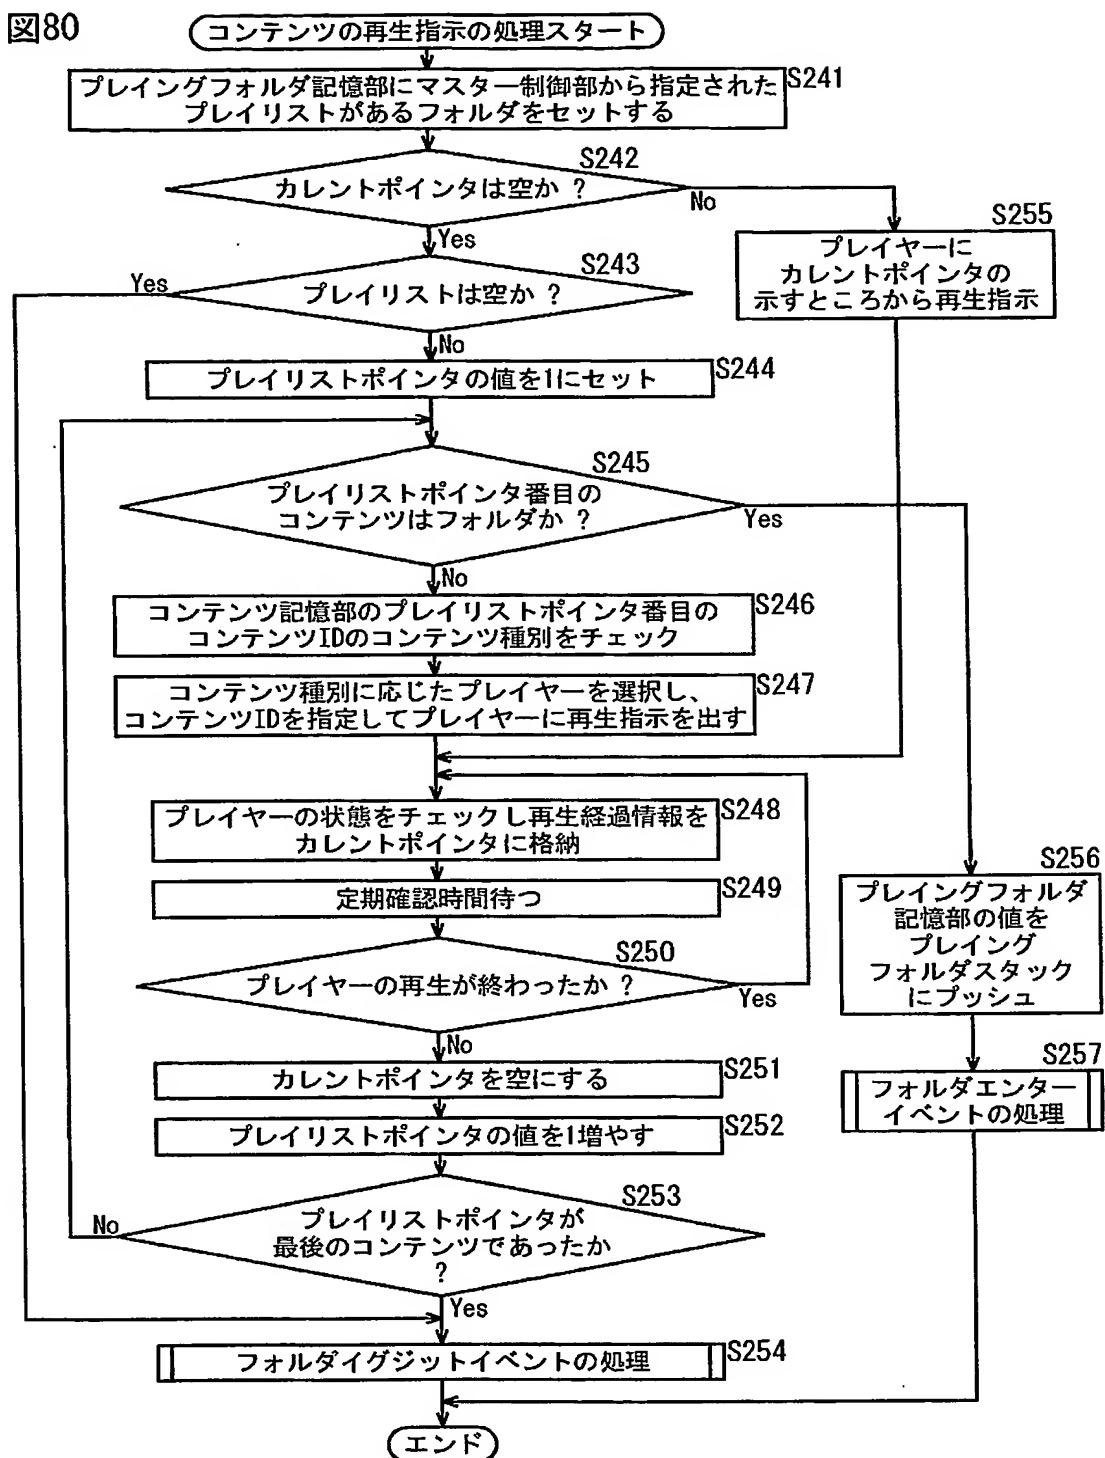 図80
コンテンツの再生指示の処理スタート
プレイングフォルダ記憶部にマスター制御部から指定された
プレイリストがあるフォルダをセットする
S241
S242
カレントポインタは空か ?
No
Yes
S255
プレイヤーに
カレントポインタの
示すところから再生指示
S243
プレイリストは空か ?
Yes
No
プレイリストポインタの値を1にセット
S244
S245
プレイリストポインタ番目の
コンテンツはフォルダか ?
Yes
No
コンテンツ記憶部のプレイリストポインタ番目の
コンテンツIDのコンテンツ種別をチェック
S246
コンテンツ種別に応じたプレイヤーを選択し、
コンテンツIDを指定してプレイヤーに再生指示を出す
S247
プレイヤーの状態をチェックし再生経過情報を
カレントポインタに格納
S248
定期確認時間待つ
S249
S250
プレイヤーの再生が終わったか ?
Yes
No
S256
プレイングフォルダ
記憶部の値を
プレイング
フォルダスタック
にプッシュ
カレントポインタを空にする
S251
S257
フォルダエンター
イベントの処理
プレイリストポインタの値を1増やす
S252
S253
プレイリストポインタが
最後のコンテンツであったか
?
No
Yes
フォルダイグジットイベントの処理
S254
エンド